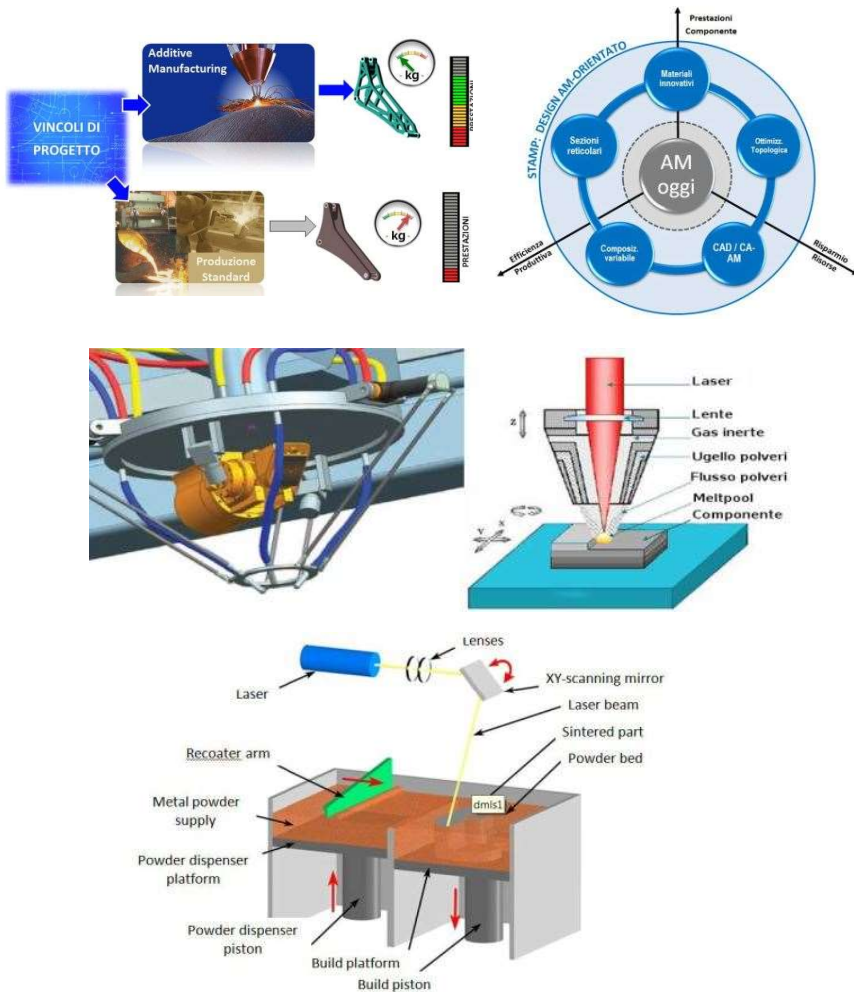 Additive
Manufacturing
kg
PRESTAZIONI
VINCOLI DI
PROGETTO
kg
PRESTAZIONI
Produzione
Standard
Prestazioni
Componente
STAMP: DESIGN AM-ORIENTATO
Materiali
innovativi
Sezioni
reticolari
Ottimizz.
Topologica
AM
oggi
Composiz.
variabile
CAD / CA-
AM
Efficienza
Produttiva
Risparmio
Risorse
Laser
Lente
Gas inerte
Ugello polveri
Flusso polveri
Meltpool
Componente
Z
X
Y
Lenses
Laser
XY-scanning mirror
Laser beam
Sintered part
Powder bed
Recoater arm
dmls1
Metal powder
supply
Powder dispenser
platform
Powder dispenser
piston
Build platform
Build piston